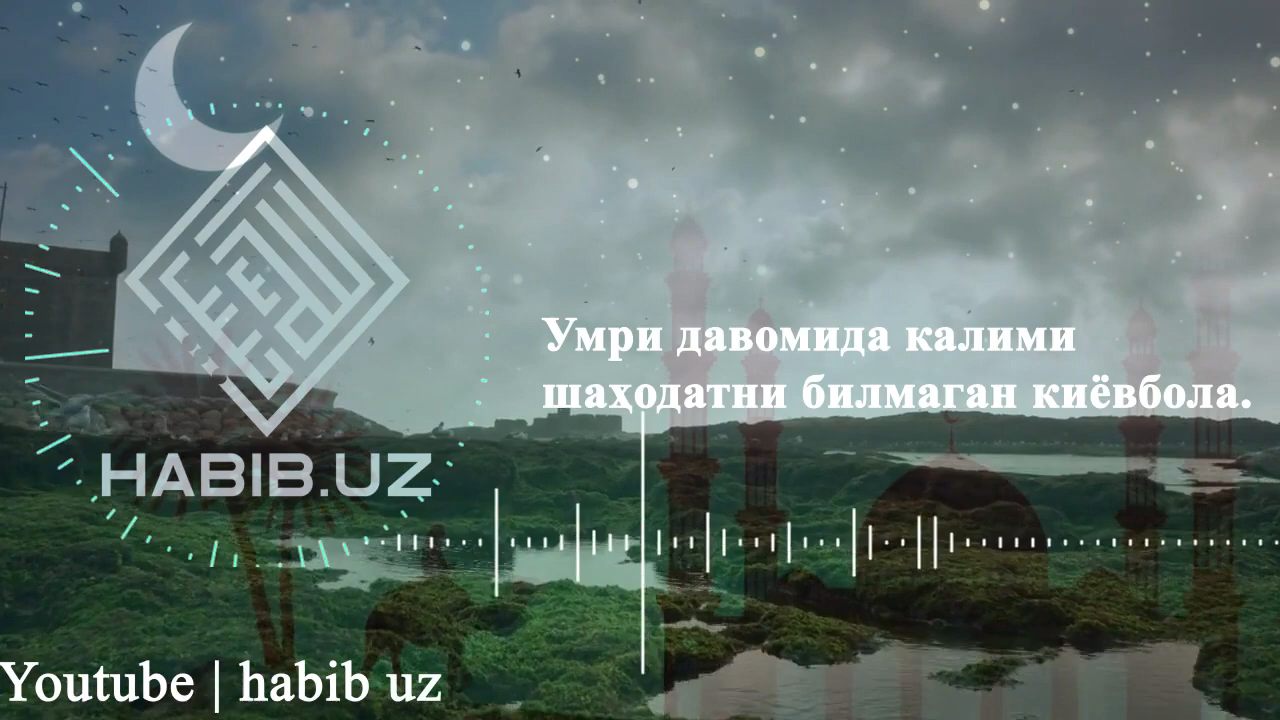 Умри давомида калими
шаҳодатни билмаган киёвбола.
HABIB.UZ
Youtube | habib uz